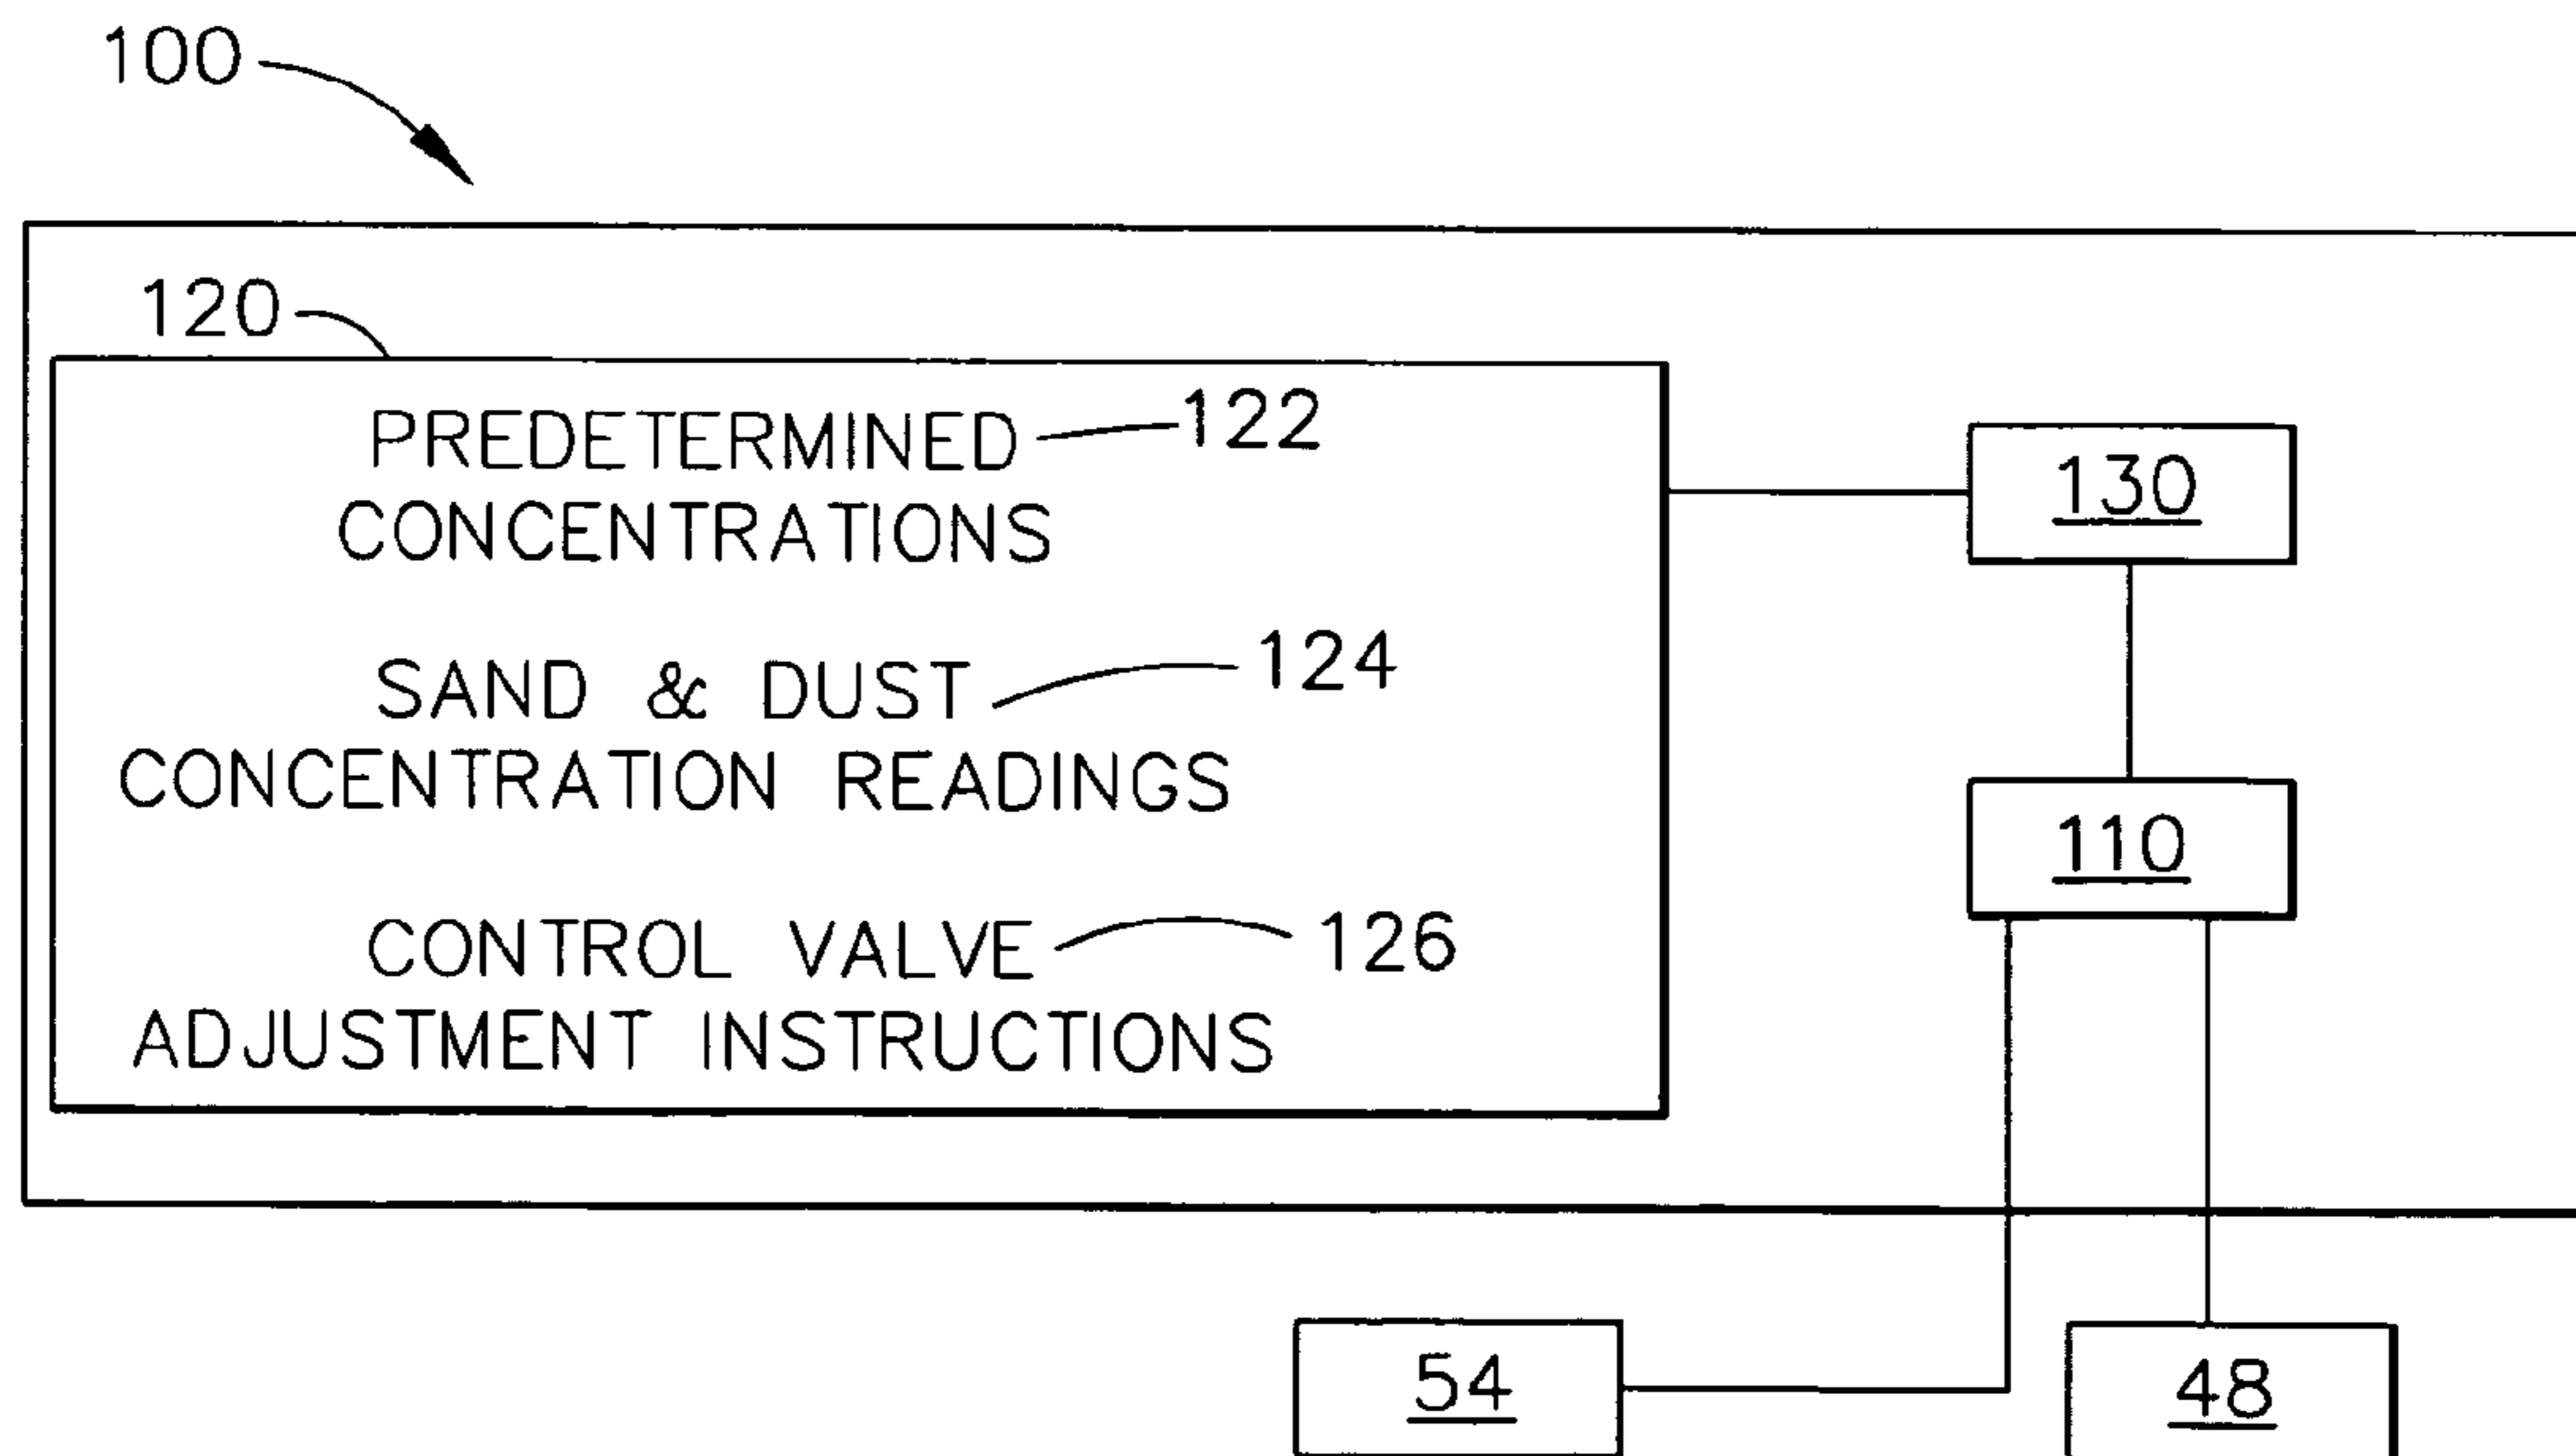 100
120
PREDETERMINED 122
CONCENTRATIONS
130
SAND & DUST 124
CONCENTRATION READINGS
110
CONTROL VALVE 126
ADJUSTMENT INSTRUCTIONS
54
48